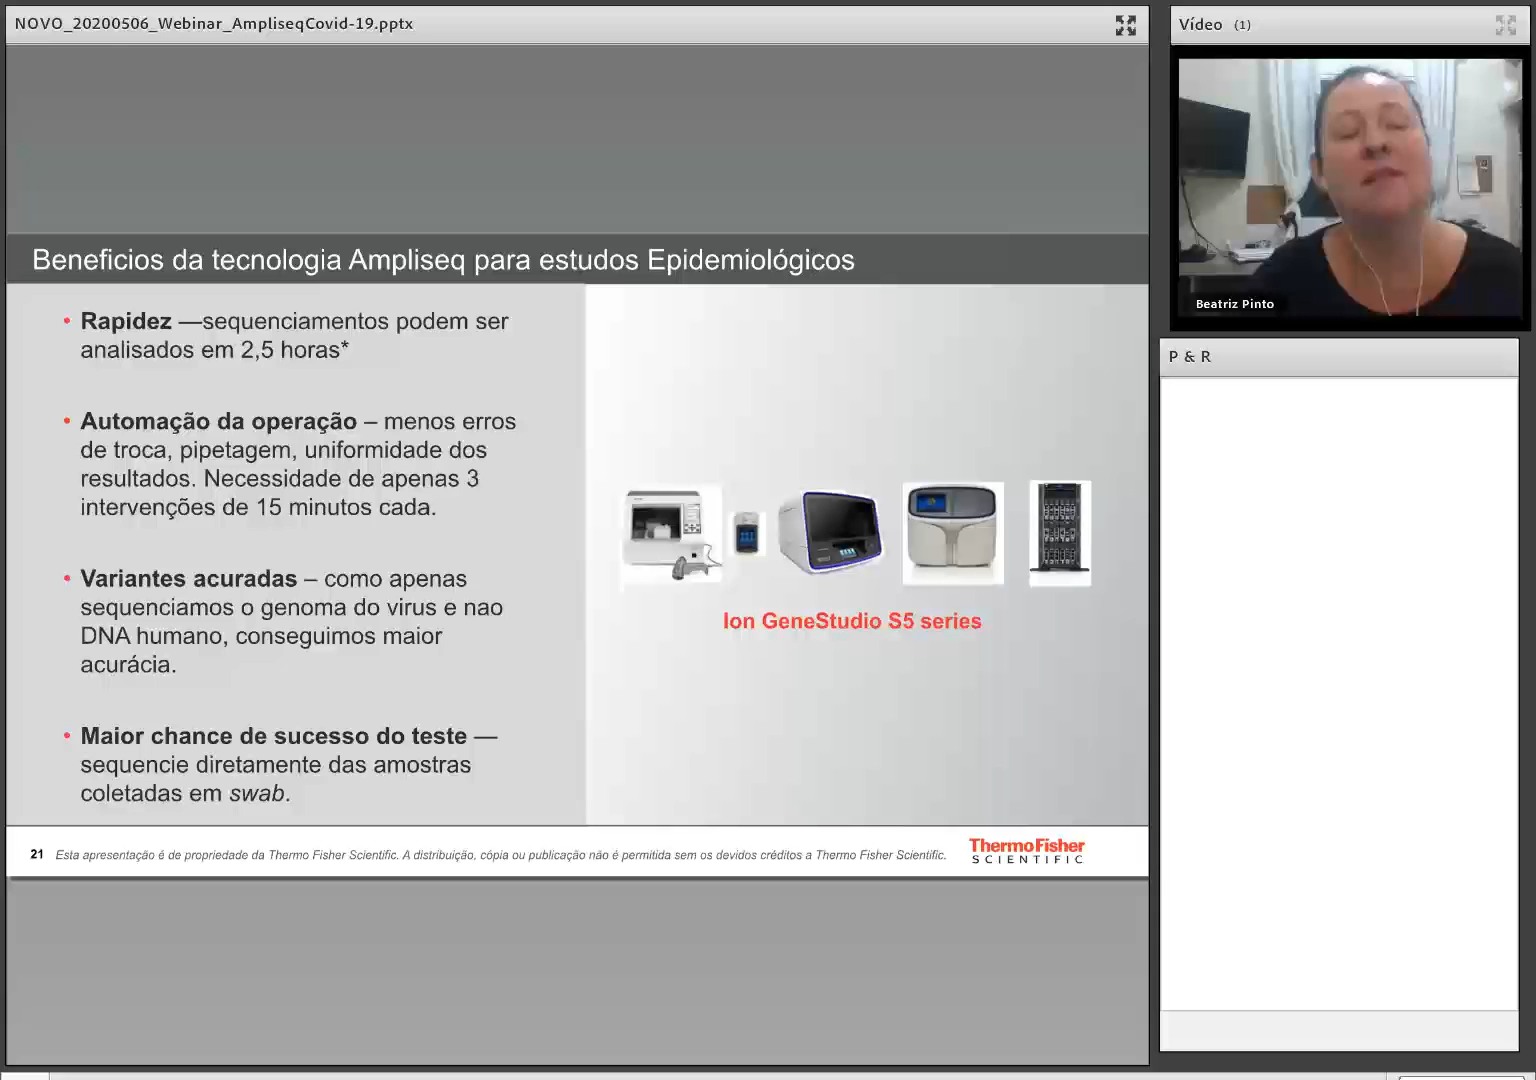 NOVO_20200506_Webinar_AmpliseqCovid-19.pptx
Vídeo (1)
Beatriz Pinto
P & R
Beneficios da tecnologia Ampliseq para estudos Epidemiológicos
• Rapidez —sequenciamentos podem ser
analisados em 2,5 horas*
• Automação da operação – menos erros
de troca, pipetagem, uniformidade dos
resultados. Necessidade de apenas 3
intervenções de 15 minutos cada.
• Variantes acuradas – como apenas
sequenciamos o genoma do virus e nao
DNA humano, conseguimos maior
acurácia.
• Maior chance de sucesso do teste —
sequencie diretamente das amostras
coletadas em swab.
Ion GeneStudio S5 series
21 Esta apresentação é de propriedade da Thermo Fisher Scientific. A distribuição, cópia ou publicação não é permitida sem os devidos créditos a Thermo Fisher Scientific.
ThermoFisher
SCIENTIFIC